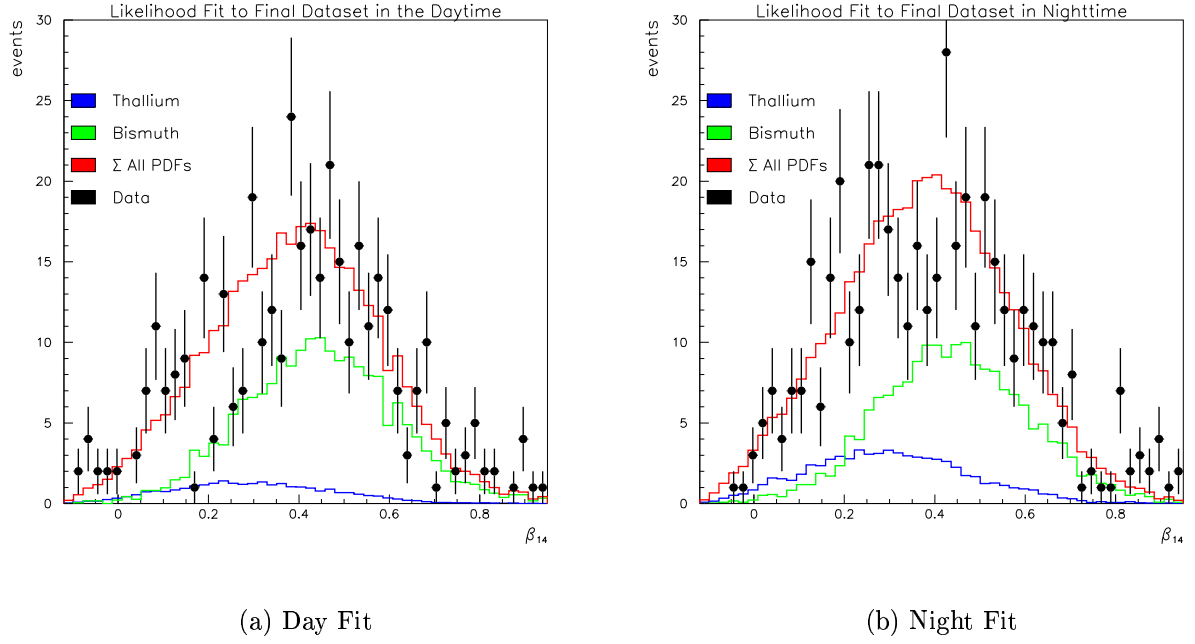 Likelihood Fit to Final Dataset in the Daytime
events
30
25
20
15
10
5
0
Thallium
Bismuth
Σ All PDFs
Data
0 0.2 0.4 0.6 0.8
β14
(a) Day Fit
Likelihood Fit to Final Dataset in Nighttime
events
30
25
20
15
10
5
0
Thallium
Bismuth
Σ All PDFs
Data
0 0.2 0.4 0.6 0.8
β14
(b) Night Fit